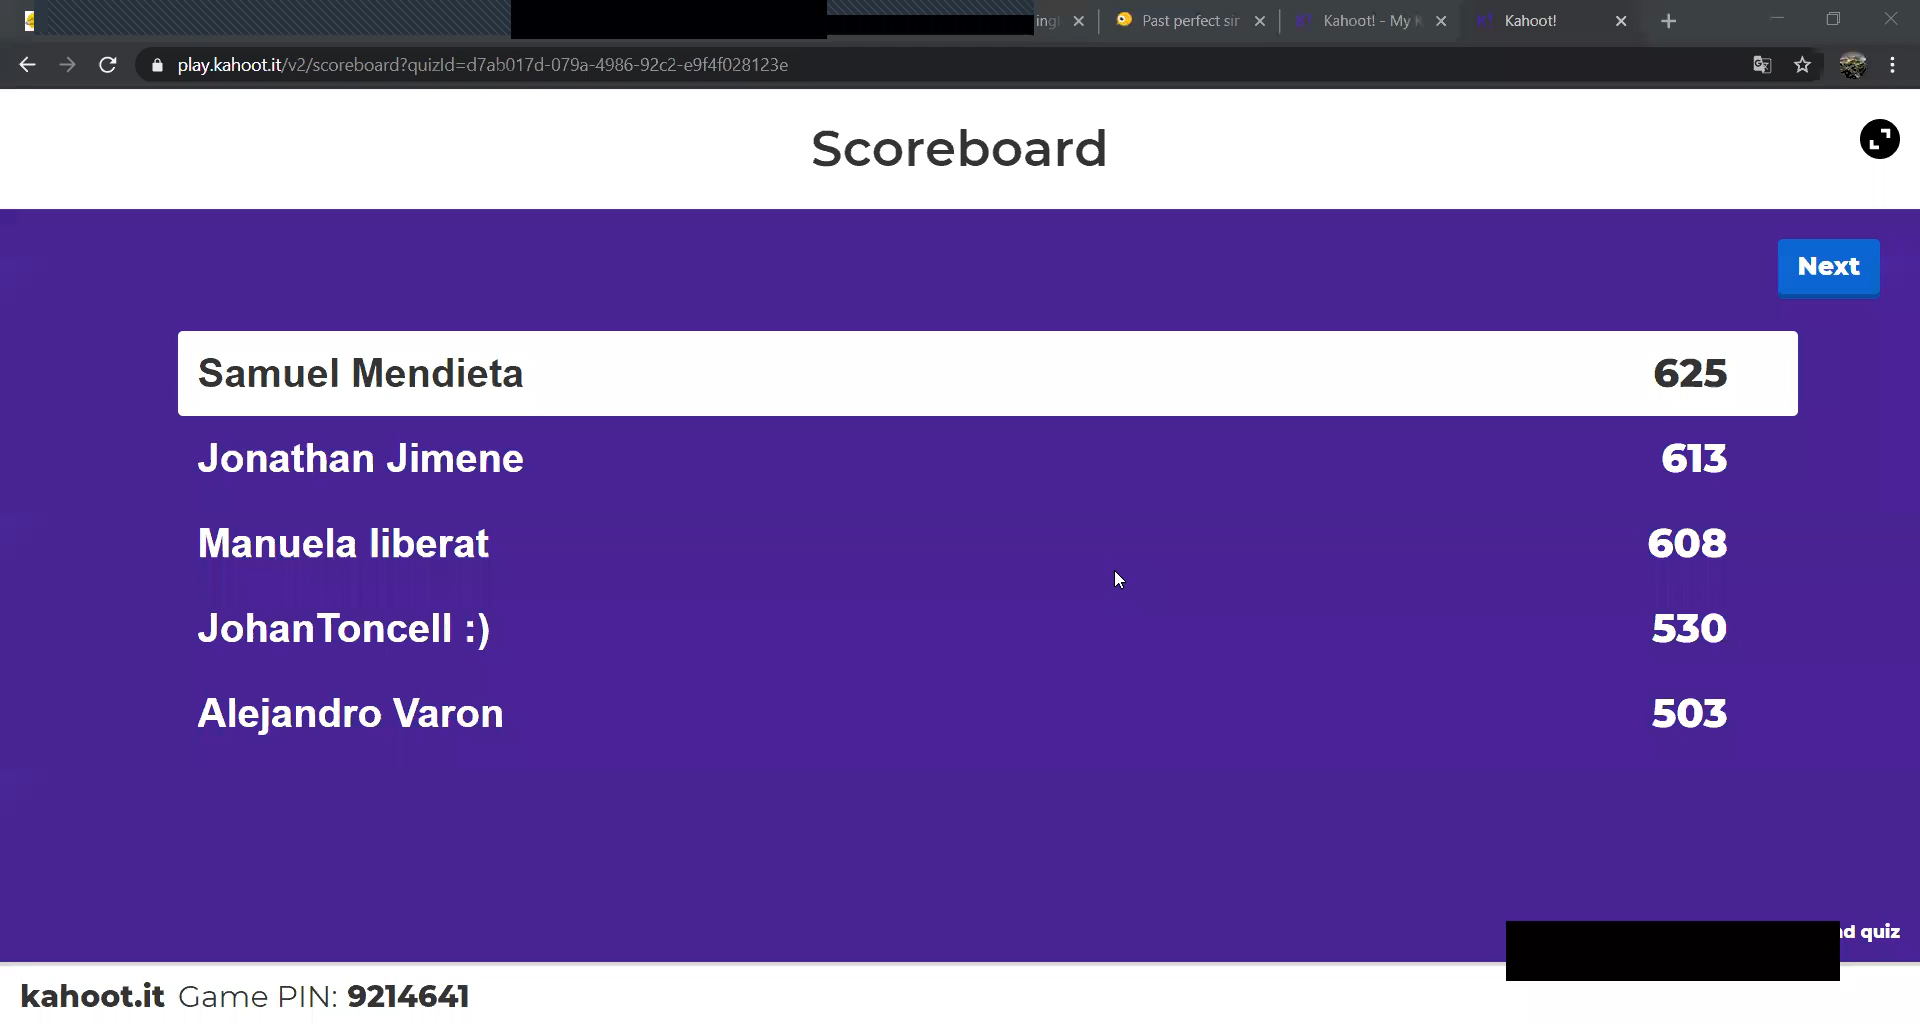 Past perfect sir
Kahoot! - My K
Kahoot!
play.kahoot.it/v2/scoreboard?quizId=d7ab017d-079a-4986-92c2-e9f4f028123e
Scoreboard
Next
Samuel Mendieta 625
Jonathan Jimene 613
Manuela liberat 608
JohanToncell :) 530
Alejandro Varon 503
quiz
kahoot.it Game PIN: 9214641